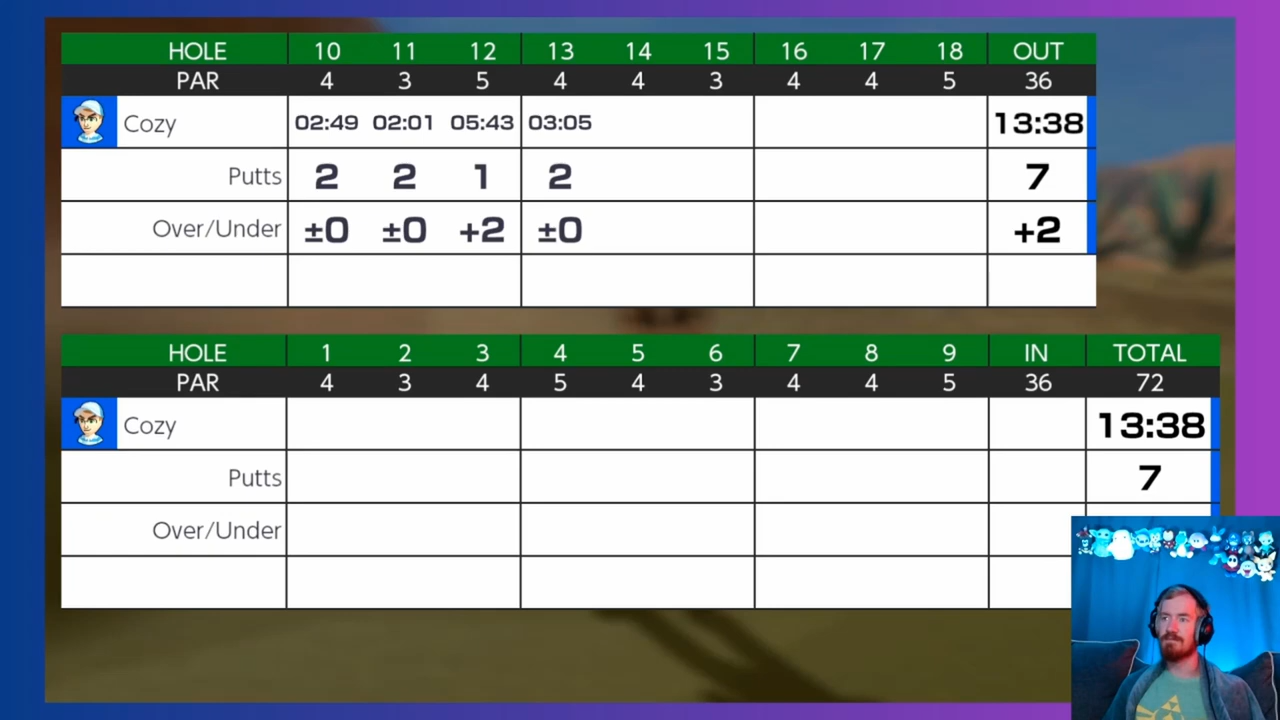 HOLE 10 11 12 13 14 15 16 17 18 OUT
PAR 4 3 5 4 4 3 4 4 5 36
Cozy 02:49 02:01 05:43 03:05 13:38
Putts 2 2 1 2 7
Over/Under ±0 ±0 +2 ±0 +2
HOLE 1 2 3 4 5 6 7 8 9 IN TOTAL
PAR 4 3 4 5 4 3 4 4 5 36 72
Cozy 13:38
Putts 7
Over/Under